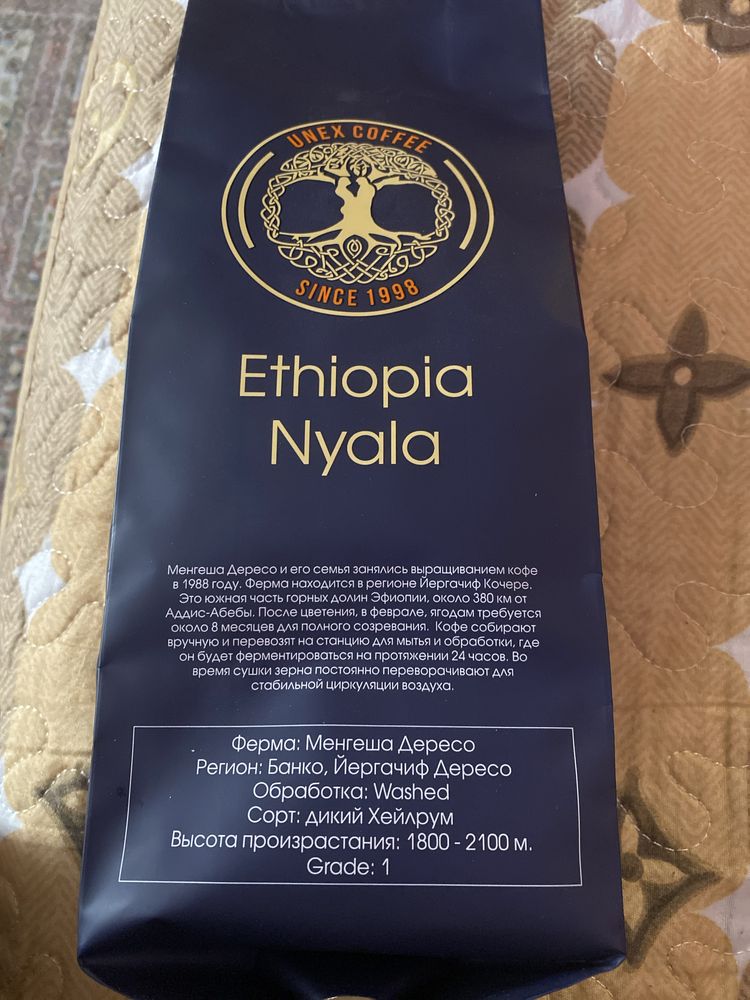 UNEX COFFEE
SINCE 1998
Ethiopia
Nyala
Менгеша Дересо и его семья занялись выращиванием кофе
в 1988 году. Ферма находится в регионе Йергачиф Кочере.
Это южная часть горных долин Эфиопии, около 380 км от
Аддис-Абебы. После цветения, в феврале, ягодам требуется
около 8 месяцев для полного созревания. Кофе собирают
вручную и перевозят на станцию для мытья и обработки, где
он будет ферментироваться на протяжении 24 часов. Во
время сушки зерна постоянно переворачивают для
стабильной циркуляции воздуха.
Ферма: Менгеша Дересо
Регион: Банко, Йергачиф Дересо
Обработка: Washed
Сорт: дикий Хейлрум
Высота произрастания: 1800 - 2100 м.
Grade: 1